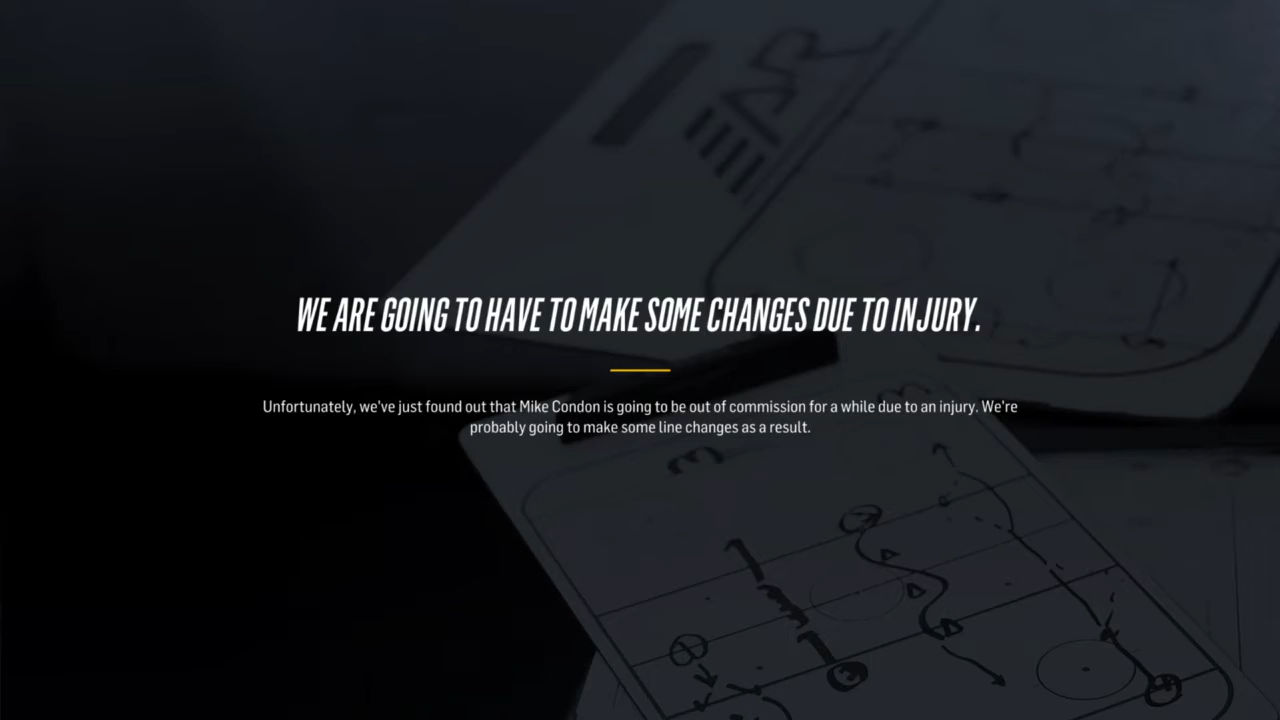 WE ARE GOING TO HAVE TO MAKE SOME CHANGES DUE TO INJURY.
Unfortunately, we've just found out that Mike Condon is going to be out of commission for a while due to an injury. We're
probably going to make some line changes as a result.